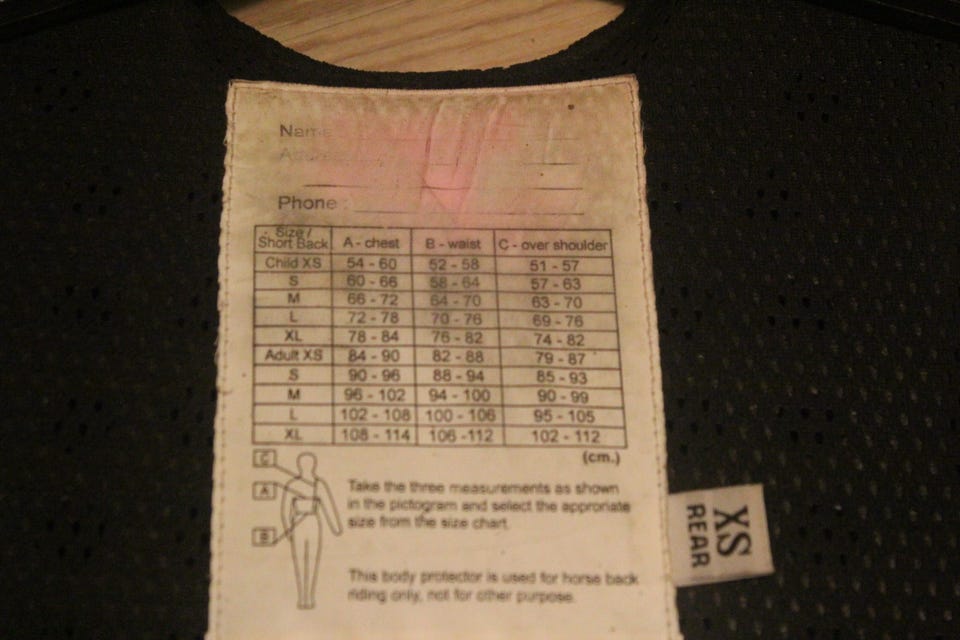 Name
Address
Phone :
Size / Short Back A - chest B - waist C - over shoulder
Child XS 54 - 60 52 - 58 51 - 57
S 60 - 66 58 - 64 57 - 63
M 66 - 72 64 - 70 63 - 70
L 72 - 78 70 - 76 69 - 76
XL 78 - 84 76 - 82 74 - 82
Adult XS 84 - 90 82 - 88 79 - 87
S 90 - 96 88 - 94 85 - 93
M 96 - 102 94 - 100 90 - 99
L 102 - 108 100 - 106 95 - 105
XL 108 - 114 106 -112 102 - 112
(cm.)
C
A
B
Take the three measurements as shown
in the pictogram and select the approriate
size from the size chart.
This body protector is used for horse back
riding only, not for other purpose.
XS
REAR